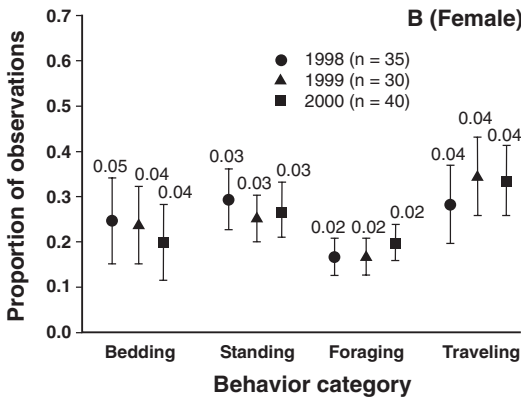 B (Female)
0.7
0.6
0.5
0.4
0.3
0.2
0.1
0.0
Proportion of observations
1998 (n = 35)
1999 (n = 30)
2000 (n = 40)
0.05 0.04 0.04
0.03 0.03 0.03
0.02 0.02 0.02
0.04 0.04 0.04
Bedding Standing Foraging Traveling
Behavior category